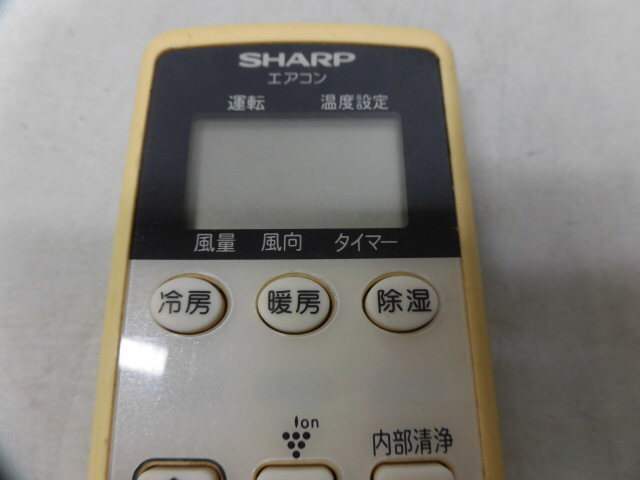 SHARP
エアコン
運転 温度設定
風量 風向 タイマー
冷房 暖房 除湿
Ion
内部清浄